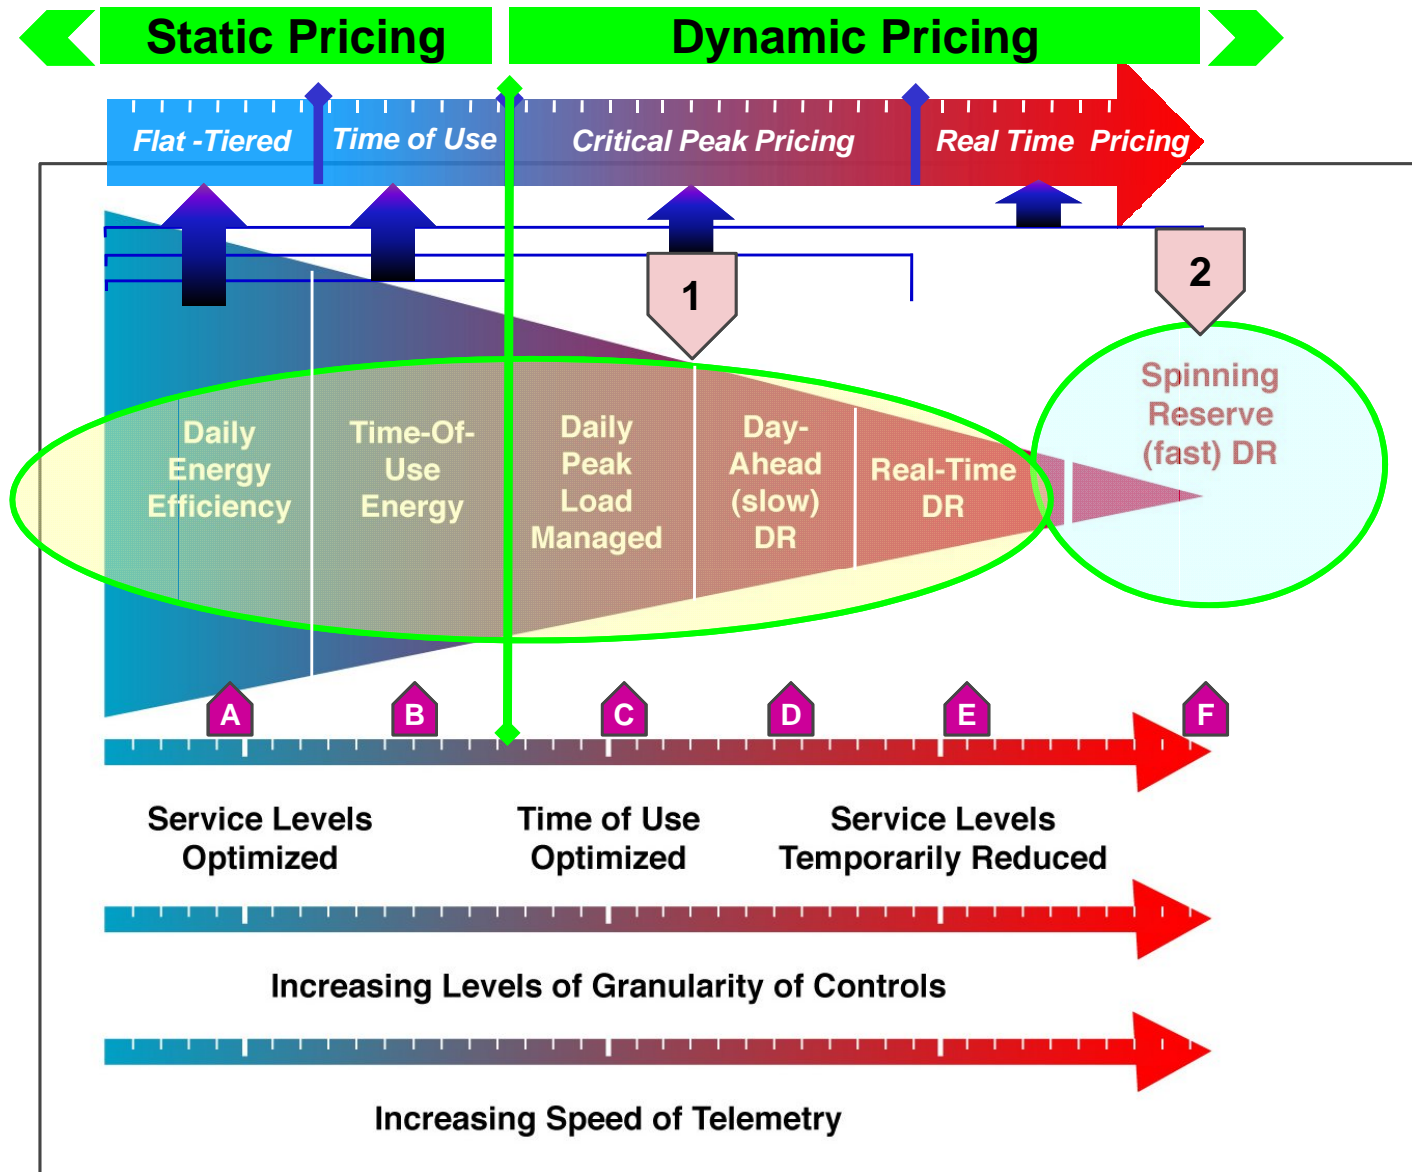 Static Pricing
Dynamic Pricing
Flat -Tiered
Time of Use
Critical Peak Pricing
Real Time Pricing
1
2
Daily
Energy
Efficiency
Time-Of-
Use
Energy
Daily
Peak
Load
Managed
Day-
Ahead
(slow)
DR
Real-Time
DR
Spinning
Reserve
(fast) DR
A
B
C
D
E
F
Service Levels
Optimized
Time of Use
Optimized
Service Levels
Temporarily Reduced
Increasing Levels of Granularity of Controls
Increasing Speed of Telemetry